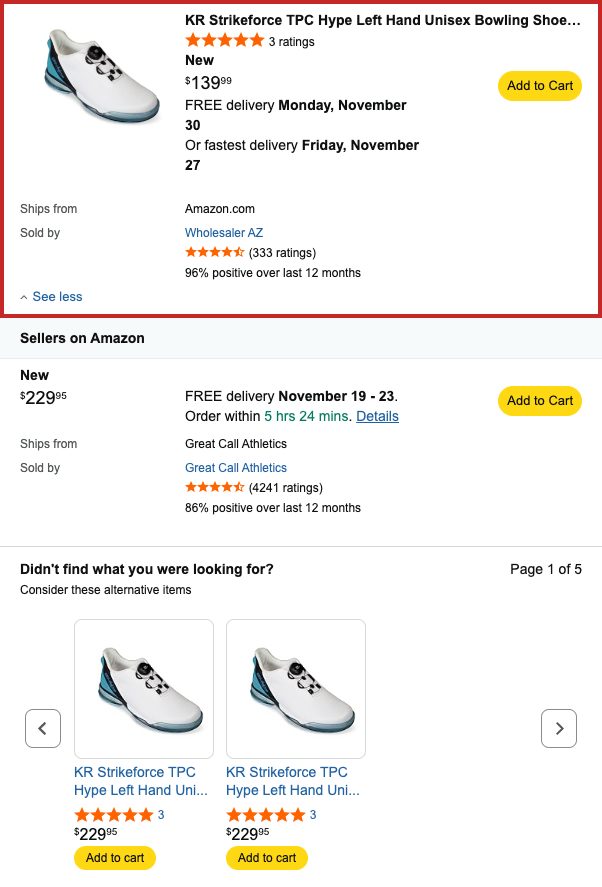 KR Strikeforce TPC Hype Left Hand Unisex Bowling Shoe...
3 ratings
New
$139.99
FREE delivery Monday, November
30
Or fastest delivery Friday, November
27
Add to Cart
Ships from Amazon.com
Sold by Wholesaler AZ
(333 ratings)
96% positive over last 12 months
See less
Sellers on Amazon
New
$229.95
FREE delivery November 19 - 23.
Order within 5 hrs 24 mins. Details
Add to Cart
Ships from Great Call Athletics
Sold by Great Call Athletics
(4241 ratings)
86% positive over last 12 months
Didn't find what you were looking for? Page 1 of 5
Consider these alternative items
KR Strikeforce TPC
Hype Left Hand Uni...
3
$229.95
Add to cart
KR Strikeforce TPC
Hype Left Hand Uni...
3
$229.95
Add to cart